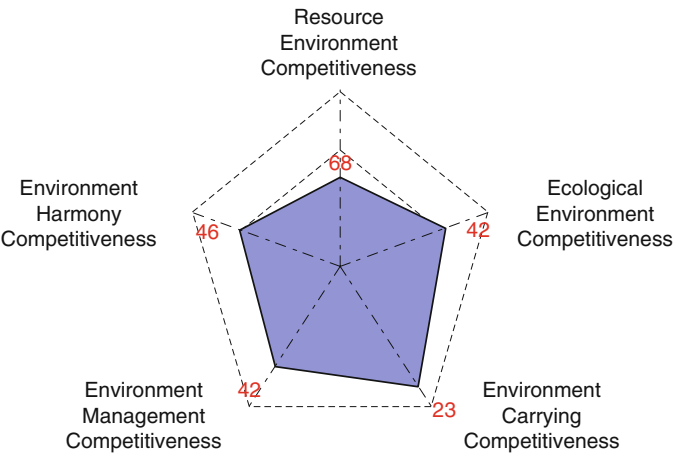 Resource
Environment
Competitiveness
68
Environment
Harmony
Competitiveness
46
Ecological
Environment
Competitiveness
42
Environment
Management
Competitiveness
42
Environment
Carrying
Competitiveness
23